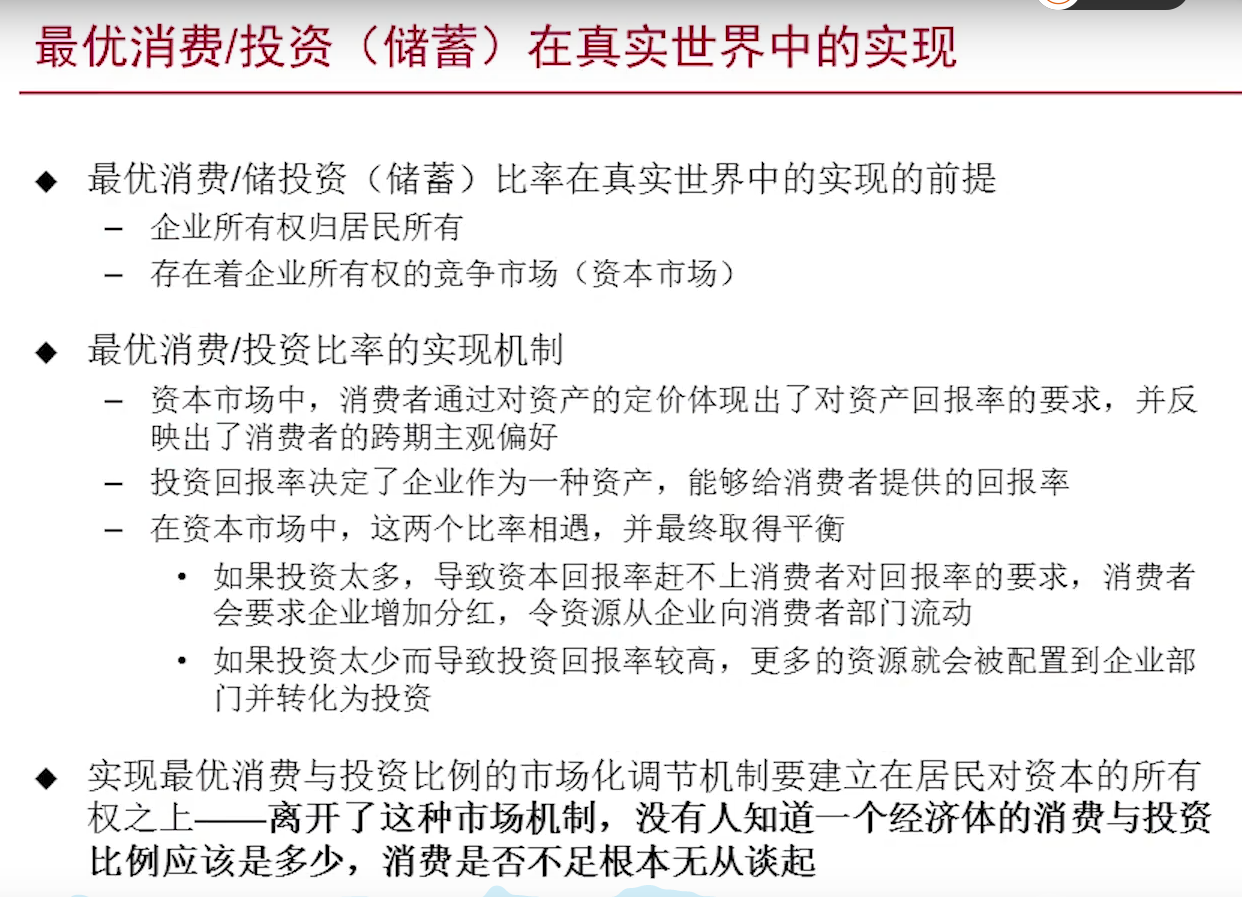 最优消费/投资（储蓄）在真实世界中的实现
◆ 最优消费/储投资（储蓄）比率在真实世界中的实现的前提
– 企业所有权归居民所有
– 存在着企业所有权的竞争市场（资本市场）
◆ 最优消费/投资比率的实现机制
– 资本市场中，消费者通过对资产的定价体现出了对资产回报率的要求，并反
映出了消费者的跨期主观偏好
– 投资回报率决定了企业作为一种资产，能够给消费者提供的回报率
– 在资本市场中，这两个比率相遇，并最终取得平衡
• 如果投资太多，导致资本回报率赶不上消费者对回报率的要求，消费者
会要求企业增加分红，令资源从企业向消费者部门流动
• 如果投资太少而导致投资回报率较高，更多的资源就会被配置到企业部
门并转化为投资
◆ 实现最优消费与投资比例的市场化调节机制要建立在居民对资本的所有
权之上——离开了这种市场机制，没有人知道一个经济体的消费与投资
比例应该是多少，消费是否不足根本无从谈起